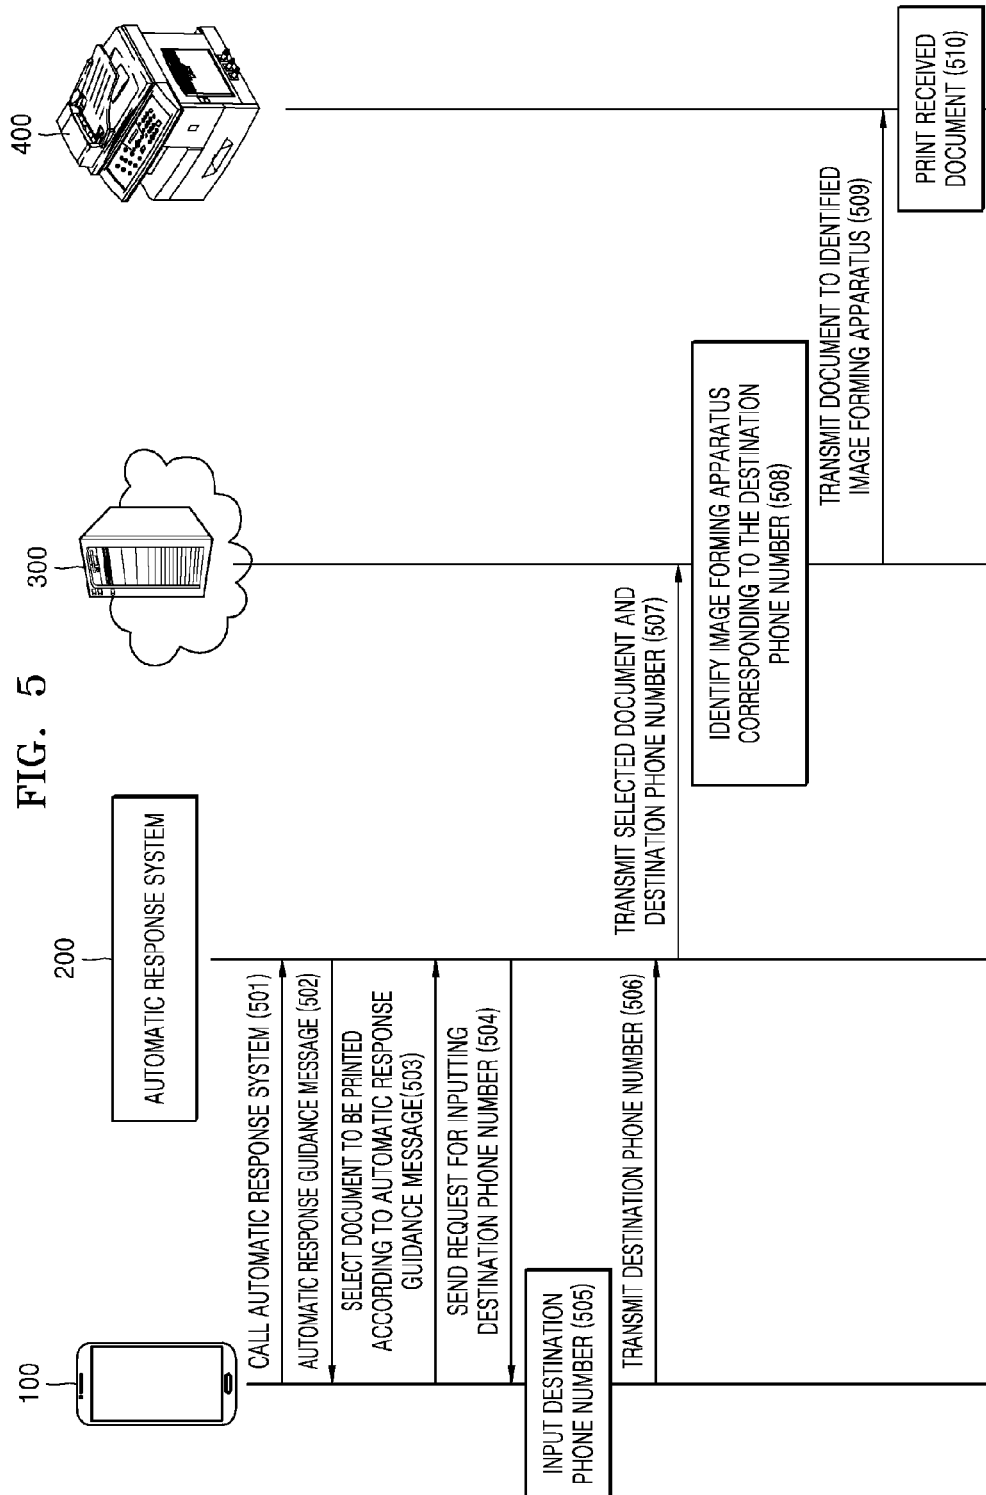 FIG. 5
100
200
AUTOMATIC RESPONSE SYSTEM
300
400
CALL AUTOMATIC RESPONSE SYSTEM (501)
AUTOMATIC RESPONSE GUIDANCE MESSAGE (502)
SELECT DOCUMENT TO BE PRINTED
ACCORDING TO AUTOMATIC RESPONSE
GUIDANCE MESSAGE(503)
SEND REQUEST FOR INPUTTING
DESTINATION PHONE NUMBER (504)
INPUT DESTINATION
PHONE NUMBER (505)
TRANSMIT DESTINATION PHONE NUMBER (506)
TRANSMIT SELECTED DOCUMENT AND
DESTINATION PHONE NUMBER (507)
IDENTIFY IMAGE FORMING APPARATUS
CORRESPONDING TO THE DESTINATION
PHONE NUMBER (508)
TRANSMIT DOCUMENT TO IDENTIFIED
IMAGE FORMING APPARATUS (509)
PRINT RECEIVED
DOCUMENT (510)